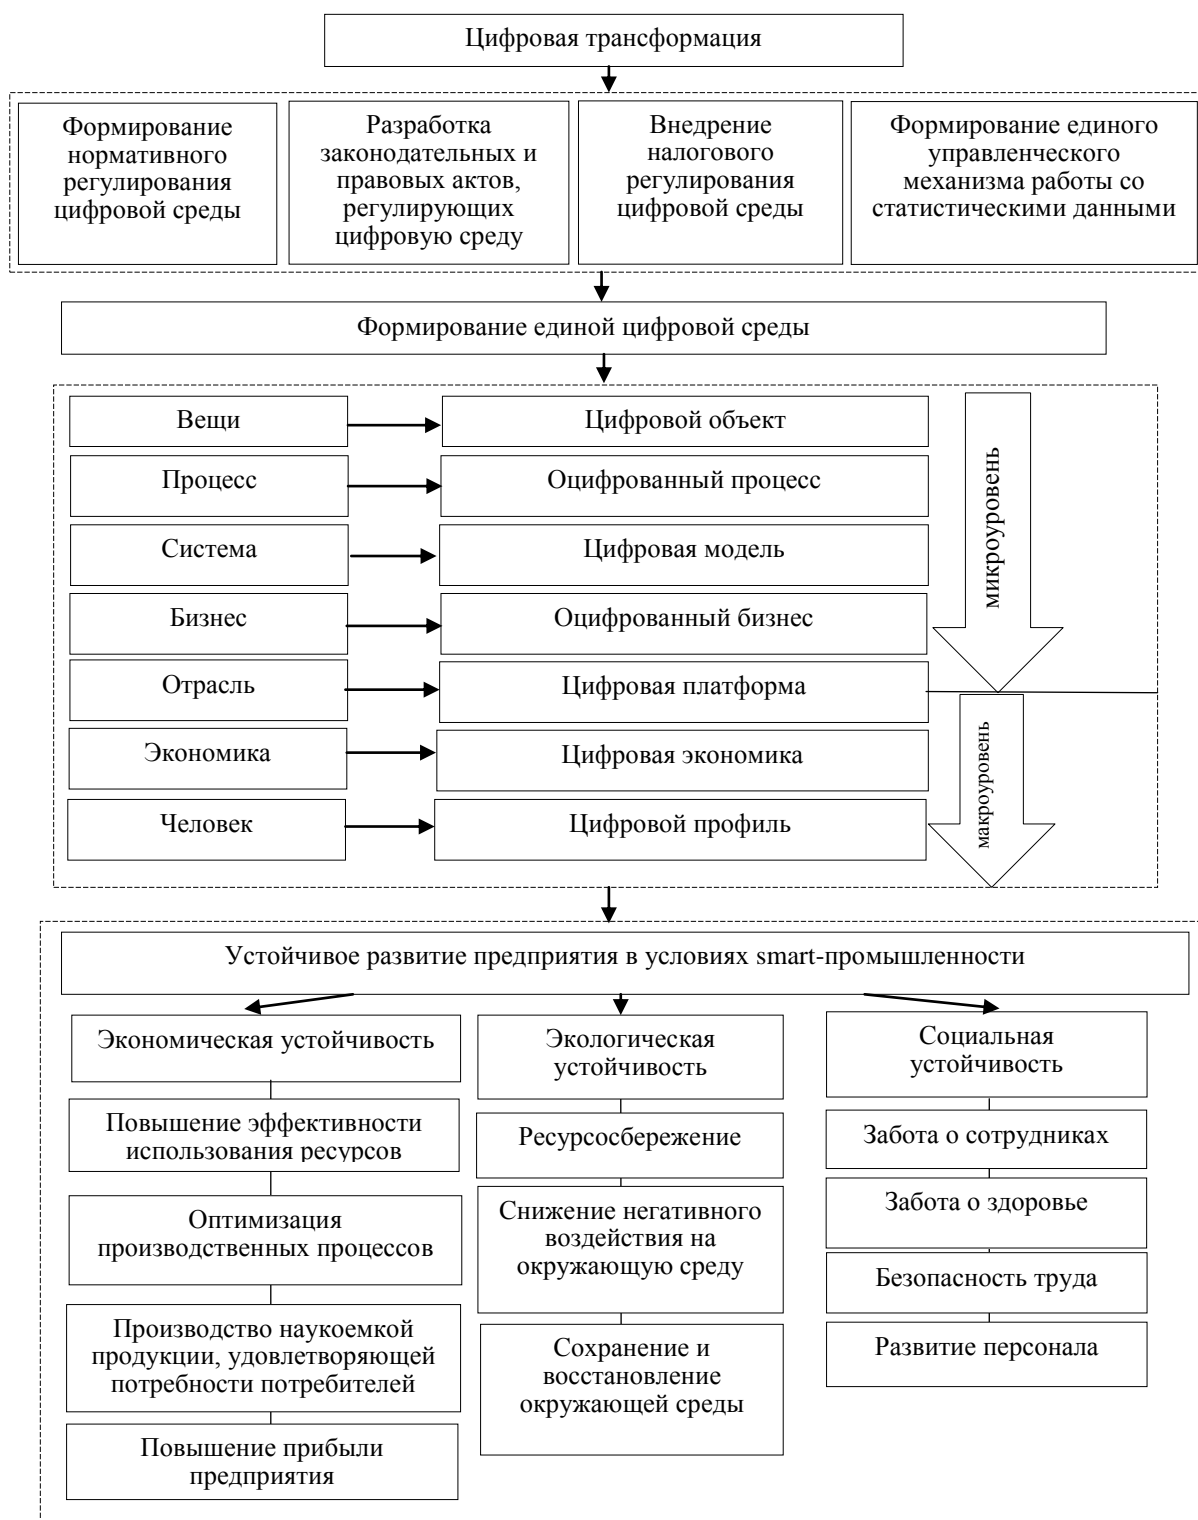 Цифровая трансформация
Формирование
нормативного
регулирования
цифровой среды
Разработка
законодательных и
правовых актов,
регулирующих
цифровую среду
Внедрение
налогового
регулирования
цифровой среды
Формирование единого
управленческого
механизма работы со
статистическими данными
Формирование единой цифровой среды
Вещи
Цифровой объект
Процесс
Оцифрованный процесс
Система
Цифровая модель
Бизнес
Оцифрованный бизнес
Отрасль
Цифровая платформа
Экономика
Цифровая экономика
Человек
Цифровой профиль
микроуровень
макроуровень
Устойчивое развитие предприятия в условиях smart-промышленности
Экономическая устойчивость
Повышение эффективности
использования ресурсов
Оптимизация
производственных процессов
Производство наукоемкой
продукции, удовлетворяющей
потребности потребителей
Повышение прибыли
предприятия
Экологическая
устойчивость
Ресурсосбережение
Снижение негативного
воздействия на
окружающую среду
Сохранение и
восстановление
окружающей среды
Социальная
устойчивость
Забота о сотрудниках
Забота о здоровье
Безопасность труда
Развитие персонала